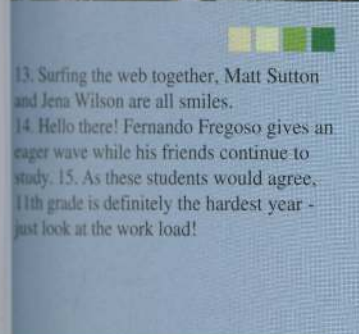 13. Surfing the web together, Matt Sutton
and Jena Wilson are all smiles.
14. Hello there! Fernando Fregoso gives an
eager wave while his friends continue to
study. 15. As these students would agree,
11th grade is definitely the hardest year -
just look at the work load!